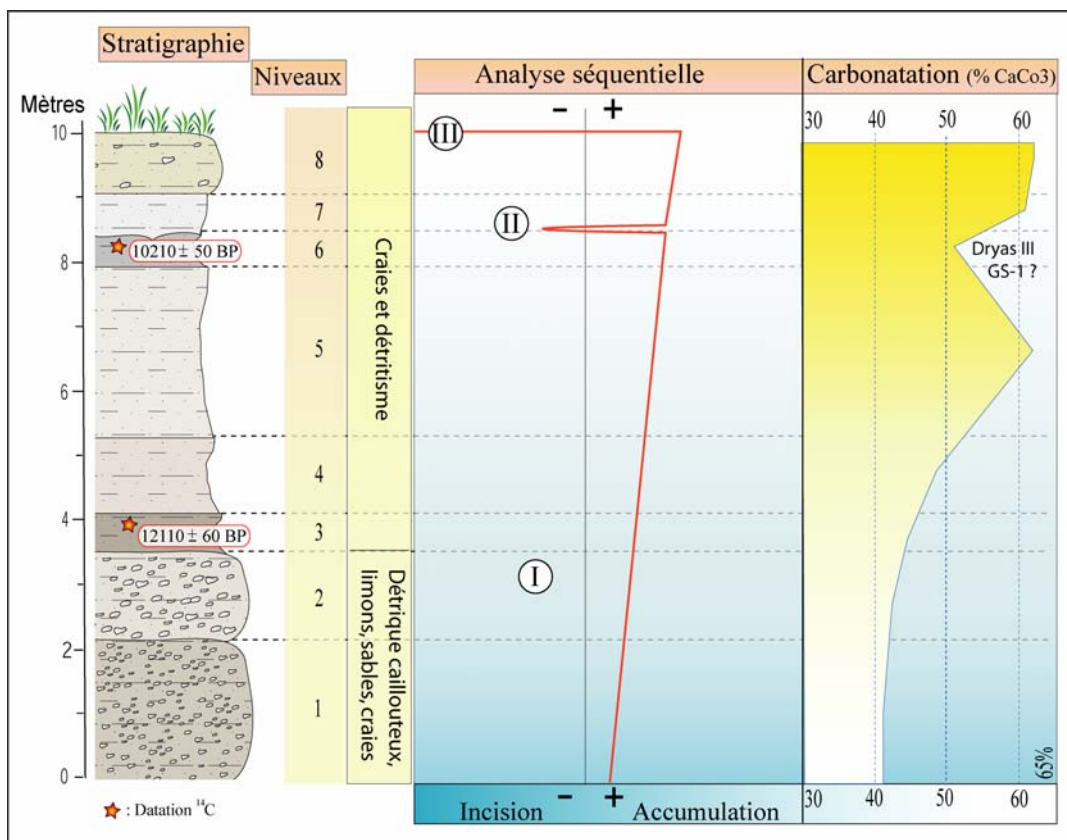 Stratigraphie
Niveaux
Analyse séquentielle
Carbonatation (% CaCo3)
Mètres
10
8
6
4
2
0
10210 ± 50 BP
12110 ± 60 BP
8
7
6
5
4
3
2
1
Craies et détritisme
Détrique caillouteux,
limons, sables, craies
- +
III
II
I
30 40 50 60
Dryas III
GS-1 ?
65%
Incision - + Accumulation
30 40 50 60
: Datation 14C